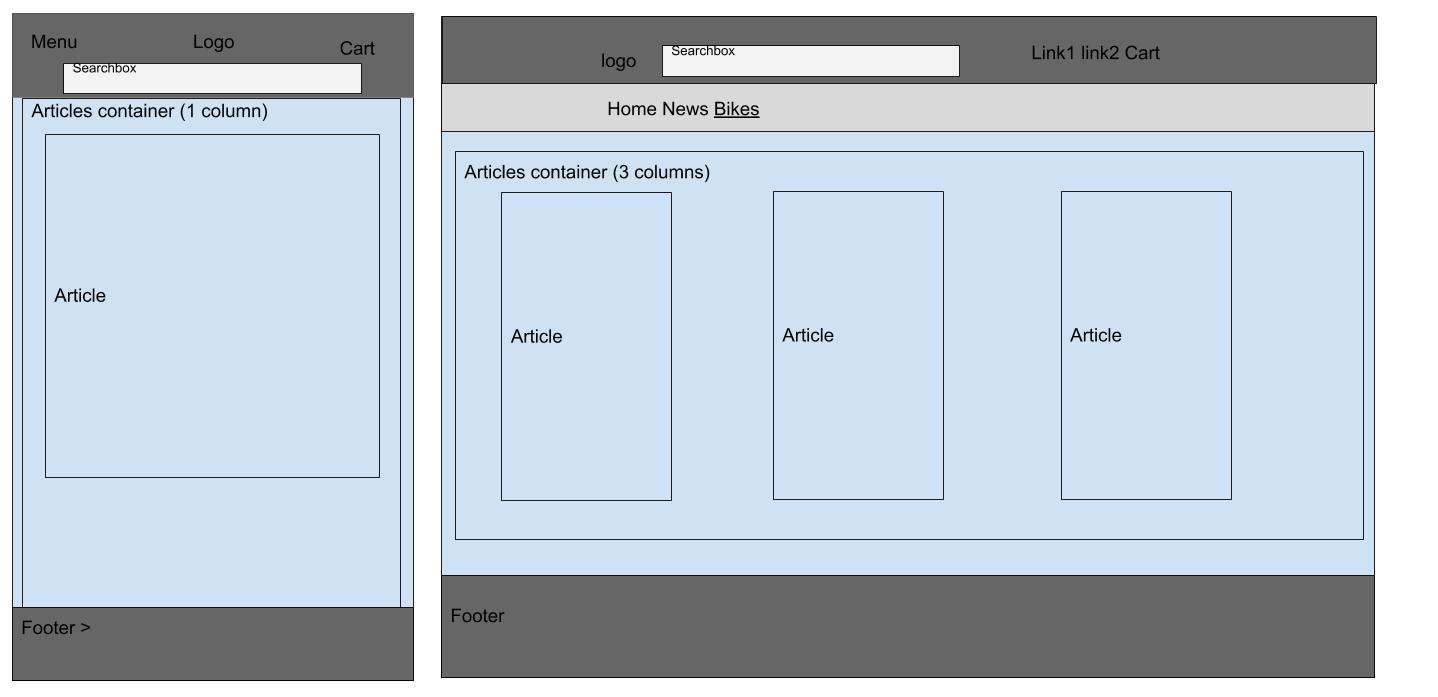 Menu
Logo
Cart
Searchbox
Articles container (1 column)
Article
Footer >
logo
Searchbox
Link1 link2 Cart
Home News Bikes
Articles container (3 columns)
Article
Article
Article
Footer